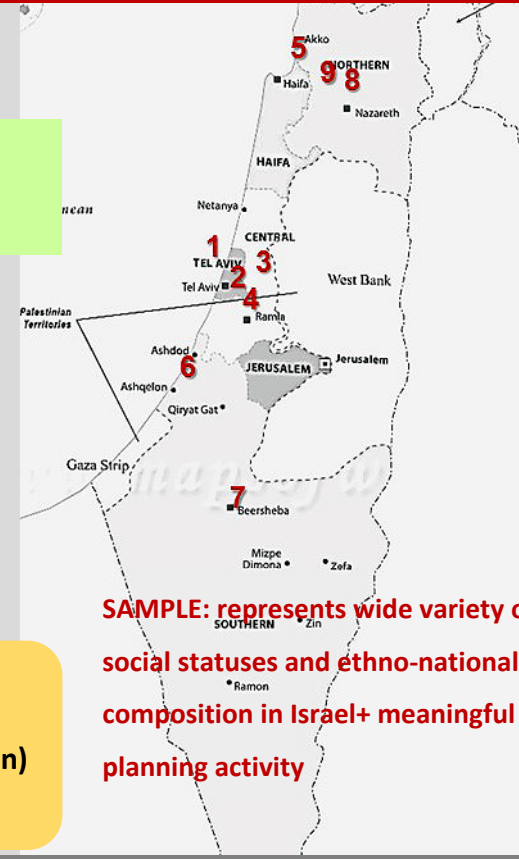 5
Akko
9
NORTHERN
8
Haifa
Nazareth
HAIFA
nean
Netanya
1
CENTRAL
TEL AVIV
3
2
Tel Aviv
4
West Bank
Palestinian
Territories
Ramla
Ashdod
6
JERUSALEM
Jerusalem
Ashqelon
Qiryat Gat
Gaza Strip
7
Beersheba
Mizpe
Dimona
Zofa
SAMPLE: represents wide variety o
SOUTHERN
Zin
social statuses and ethno-national
Ramon
composition in Israel+ meaningful
n)
planning activity